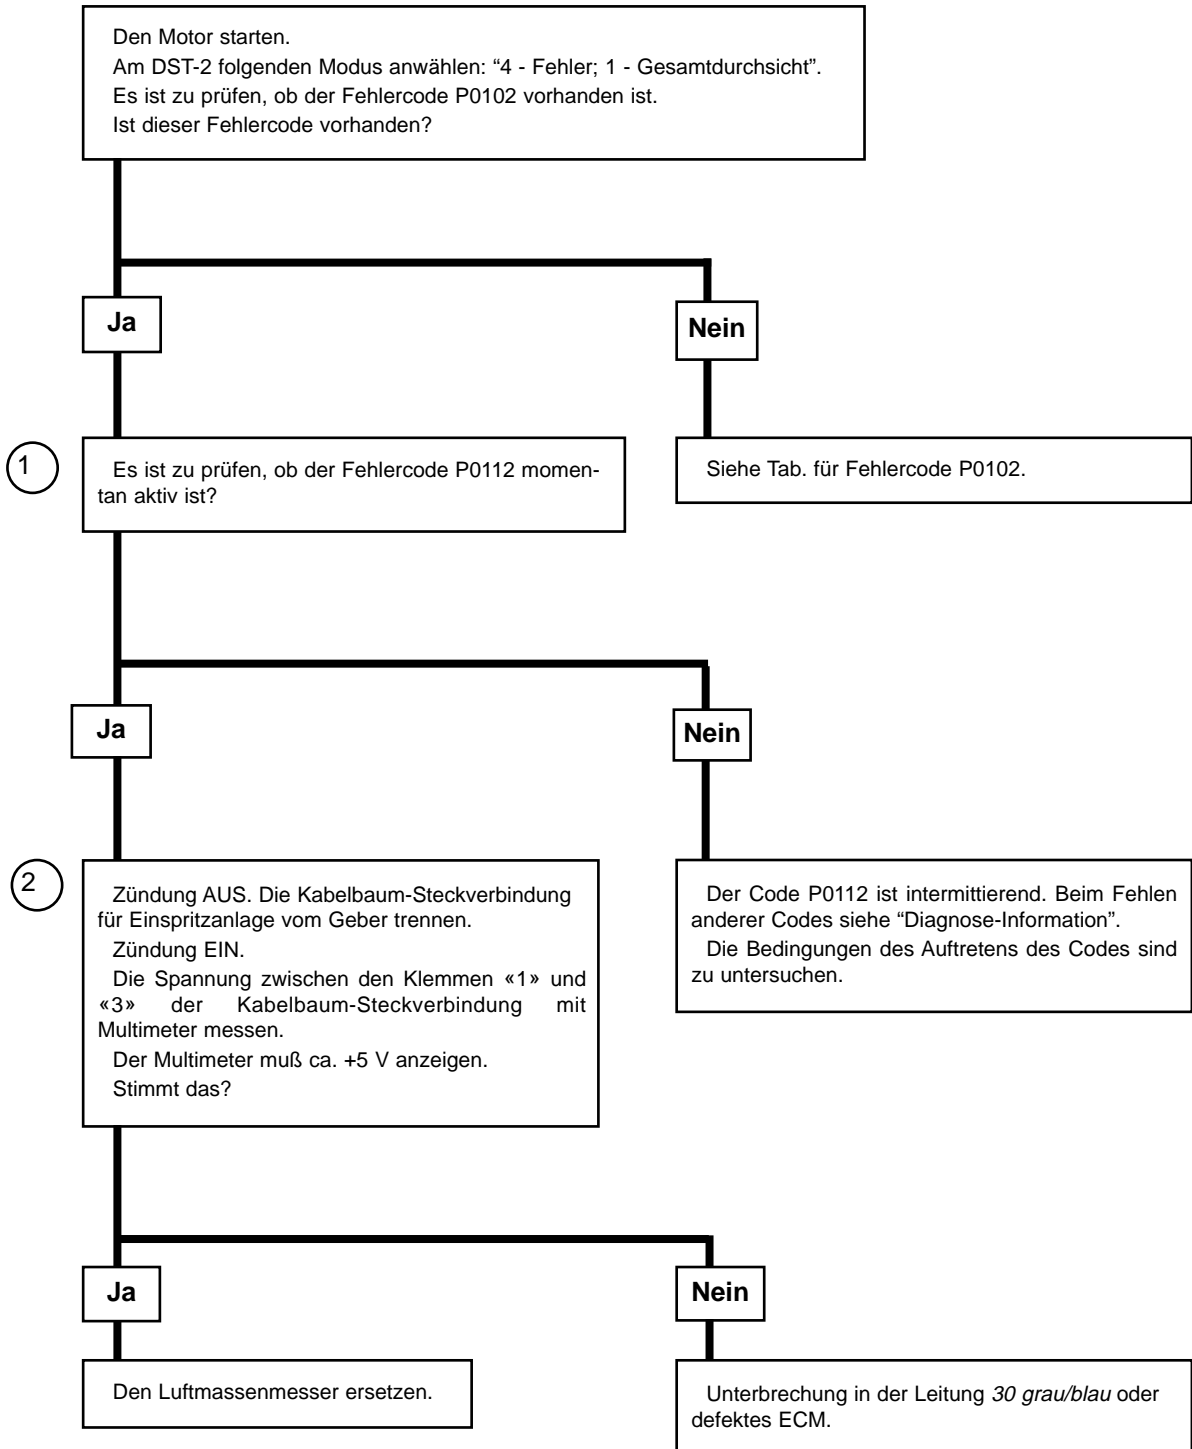 Den Motor starten.
Am DST-2 folgenden Modus anwählen: “4 - Fehler; 1 - Gesamtdurchsicht”.
Es ist zu prüfen, ob der Fehlercode P0102 vorhanden ist.
Ist dieser Fehlercode vorhanden?
Ja
Nein
1
Es ist zu prüfen, ob der Fehlercode P0112 momen-
tan aktiv ist?
Siehe Tab. für Fehlercode P0102.
Ja
Nein
2
Zündung AUS. Die Kabelbaum-Steckverbindung
für Einspritzanlage vom Geber trennen.
Zündung EIN.
Die Spannung zwischen den Klemmen «1» und
«3» der Kabelbaum-Steckverbindung mit
Multimeter messen.
Der Multimeter muß ca. +5 V anzeigen.
Stimmt das?
Der Code P0112 ist intermittierend. Beim Fehlen
anderer Codes siehe “Diagnose-Information”.
Die Bedingungen des Auftretens des Codes sind
zu untersuchen.
Ja
Nein
Den Luftmassenmesser ersetzen.
Unterbrechung in der Leitung 30 grau/blau oder
defektes ECM.